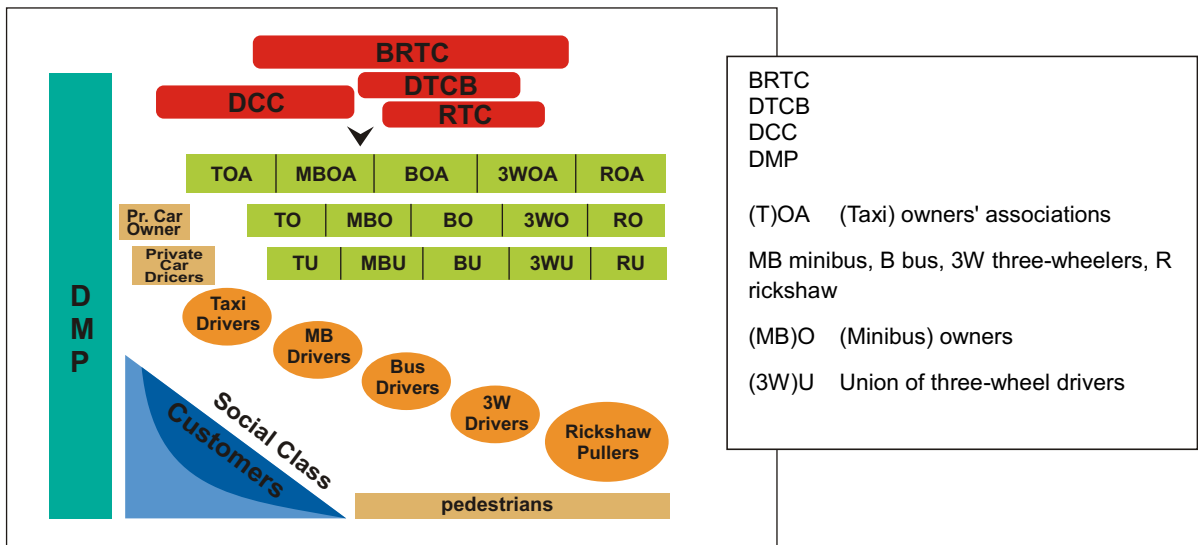 BRTC
DTCB
DCC
RTC
TOA MBOA BOA 3WOA ROA
Pr. Car
Owner
TO MBO BO 3WO RO
Private
Car
Dricers
TU MBU BU 3WU RU
DMP
Taxi
Drivers
MB
Drivers
Bus
Drivers
3W
Drivers
Rickshaw
Pullers
Social Class
Customers
pedestrians
BRTC
DTCB
DCC
DMP
(T)OA (Taxi) owners' associations
MB minibus, B bus, 3W three-wheelers, R
rickshaw
(MB)O (Minibus) owners
(3W)U Union of three-wheel drivers